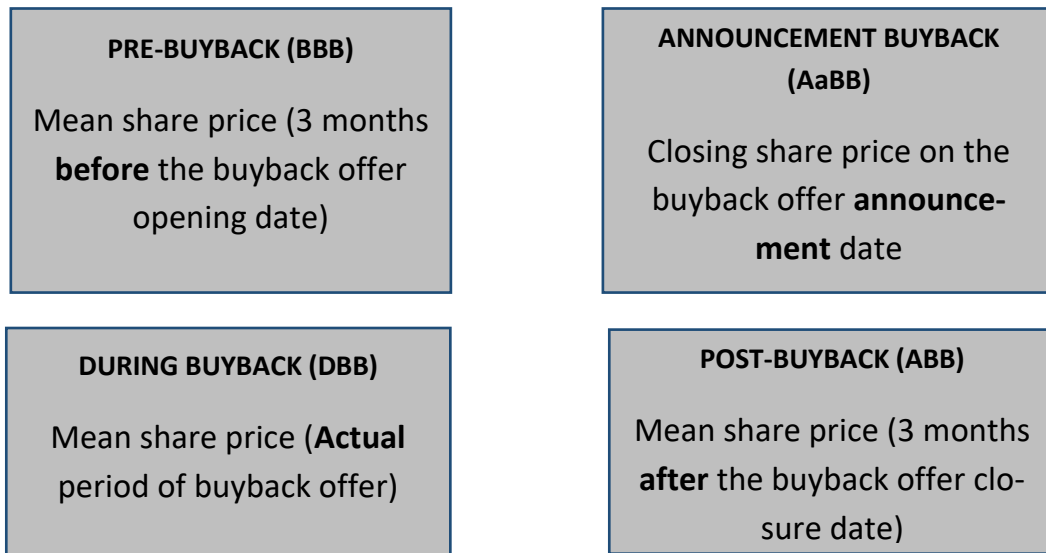 PRE-BUYBACK (BBB)
Mean share price (3 months
before the buyback offer
opening date)
ANNOUNCEMENT BUYBACK
(AaBB)
Closing share price on the
buyback offer announce-
ment date
DURING BUYBACK (DBB)
Mean share price (Actual
period of buyback offer)
POST-BUYBACK (ABB)
Mean share price (3 months
after the buyback offer clo-
sure date)